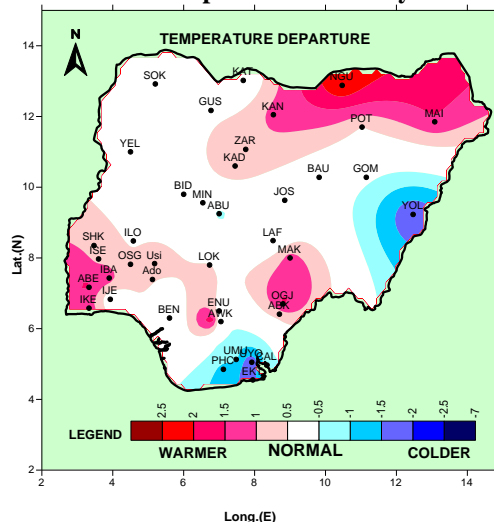 N
TEMPERATURE DEPARTURE
14
12
10
8
6
4
2
Lat.(N)
SOK
KAT
NGU
GUS
KAN
MAI
POT
YEL
ZAR
KAD
BAU
GOM
BID
MIN
JOS
ABU
YOL
SHK
ILO
LAF
ISE
OSG
Usi
LOK
MAK
IBA
Ado
ABE
IJE
IKE
OGJ
ENU
BEN
AWK
UMU
UYO
CAL
PHC
EK
2.5
2
1.5
1
0.5
-0.5
-1
-1.5
-2
-2.5
-7
LEGEND
WARMER
NORMAL
COLDER
2
4
6
8
10
12
14
Long.(E)